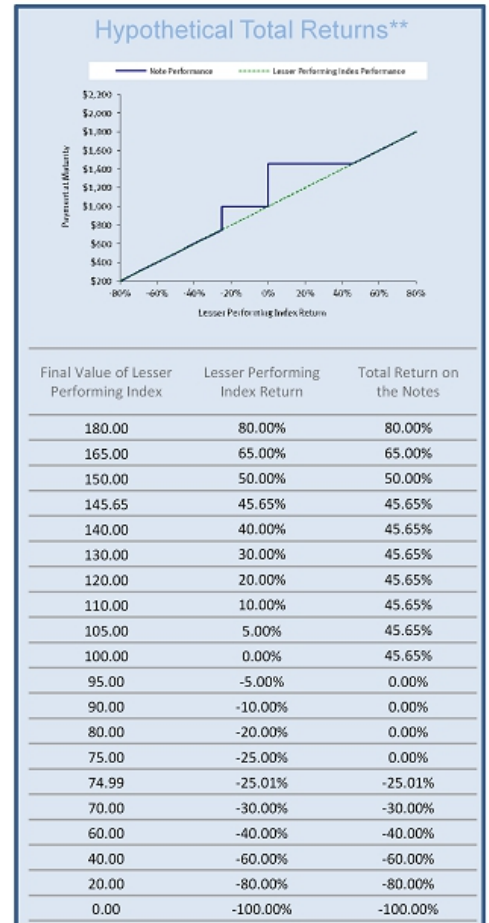 Hypothetical Total Returns**
Note Performance Lesser Performing Index Performance
Payment at Maturity
$2,200
$2,000
$1,800
$1,600
$1,400
$1,200
$1,000
$800
$600
$400
$200
-80% -60% -40% -20% 0% 20% 40% 60% 80%
Lesser Performing Index Return
Final Value of Lesser Lesser Performing Total Return on
Performing Index Index Return the Notes
180.00 80.00% 80.00%
165.00 65.00% 65.00%
150.00 50.00% 50.00%
145.65 45.65% 45.65%
140.00 40.00% 45.65%
130.00 30.00% 45.65%
120.00 20.00% 45.65%
110.00 10.00% 45.65%
105.00 5.00% 45.65%
100.00 0.00% 45.65%
95.00 -5.00% 0.00%
90.00 -10.00% 0.00%
80.00 -20.00% 0.00%
75.00 -25.00% 0.00%
74.99 -25.01% -25.01%
70.00 -30.00% -30.00%
60.00 -40.00% -40.00%
40.00 -60.00% -60.00%
20.00 -80.00% -80.00%
0.00 -100.00% -100.00%